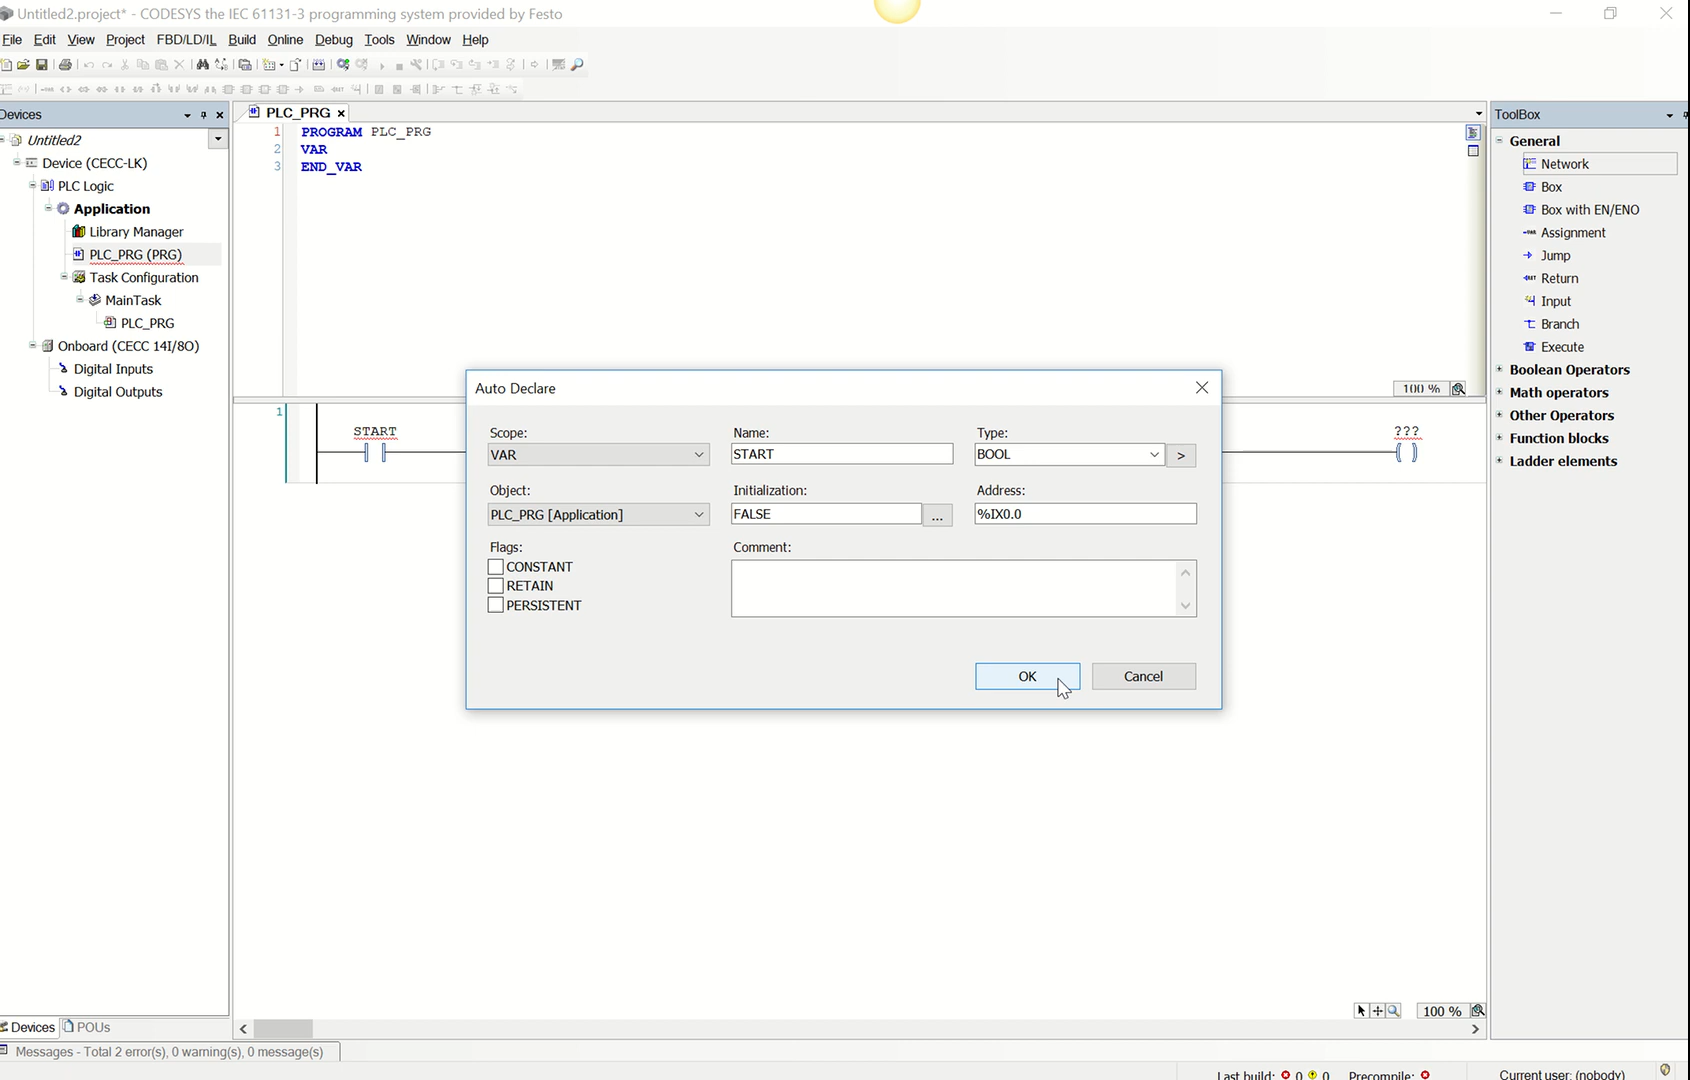 Untitled2.project* - CODESYS the IEC 61131-3 programming system provided by Festo
File Edit View Project FBD/LD/IL Build Online Debug Tools Window Help
Devices
Untitled2
Device (CECC-LK)
PLC Logic
Application
Library Manager
PLC_PRG (PRG)
Task Configuration
MainTask
PLC_PRG
Onboard (CECC 14I/8O)
Digital Inputs
Digital Outputs
Devices POUs
PLC_PRG
1 PROGRAM PLC_PRG
2 VAR
3 END_VAR
100 %
1
START
???
Auto Declare
Scope: Name: Type:
VAR START BOOL >
Object: Initialization: Address:
PLC_PRG [Application] FALSE ... %IX0.0
Flags: Comment:
CONSTANT
RETAIN
PERSISTENT
OK Cancel
100 %
ToolBox
General
Network
Box
Box with EN/ENO
Assignment
Jump
Return
Input
Branch
Execute
Boolean Operators
Math operators
Other Operators
Function blocks
Ladder elements
Messages - Total 2 error(s), 0 warning(s), 0 message(s)
Last build: 0 0 Precompile: Current user: (nobody)